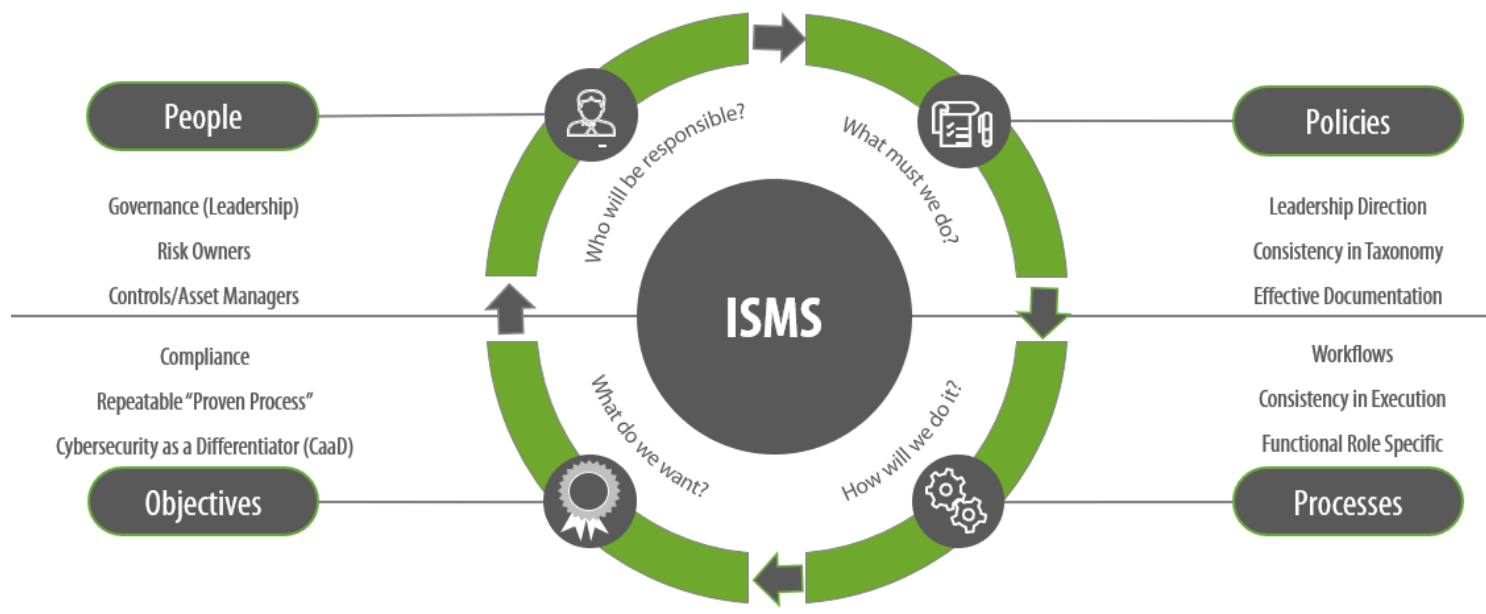 People
Governance (Leadership)
Risk Owners
Controls/Asset Managers
Who will be responsible?
What must we do?
Policies
Leadership Direction
Consistency in Taxonomy
Effective Documentation
ISMS
Compliance
Repeatable “Proven Process”
Cybersecurity as a Differentiator (CaaD)
Objectives
What do we want?
How will we do it?
Workflows
Consistency in Execution
Functional Role Specific
Processes